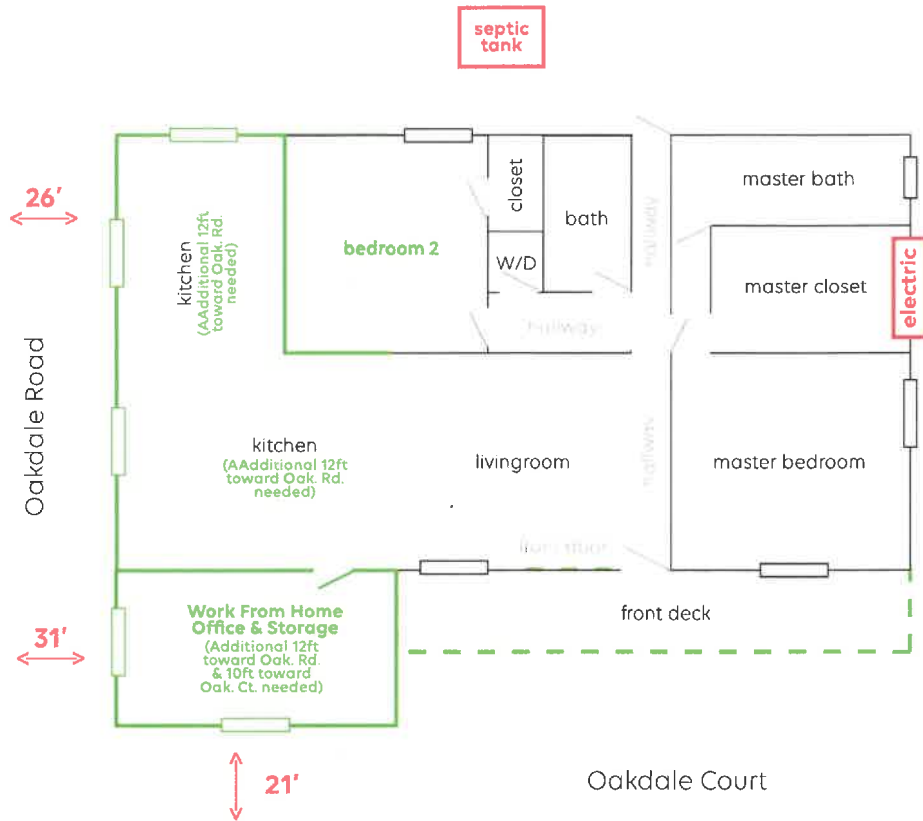 septic
tank
26'
kitchen
(AAdditional 12ft
toward Oak. Rd.
needed)
bedroom 2
closet
W/D
bath
hallway
master bath
master closet
electric
hallway
Oakdale Road
kitchen
(AAdditional 12ft
toward Oak. Rd.
needed)
livingroom
hallway
master bedroom
front door
31'
Work From Home
Office & Storage
(Additional 12ft
toward Oak. Rd.
& 10ft toward
Oak. Ct. needed)
front deck
21'
Oakdale Court